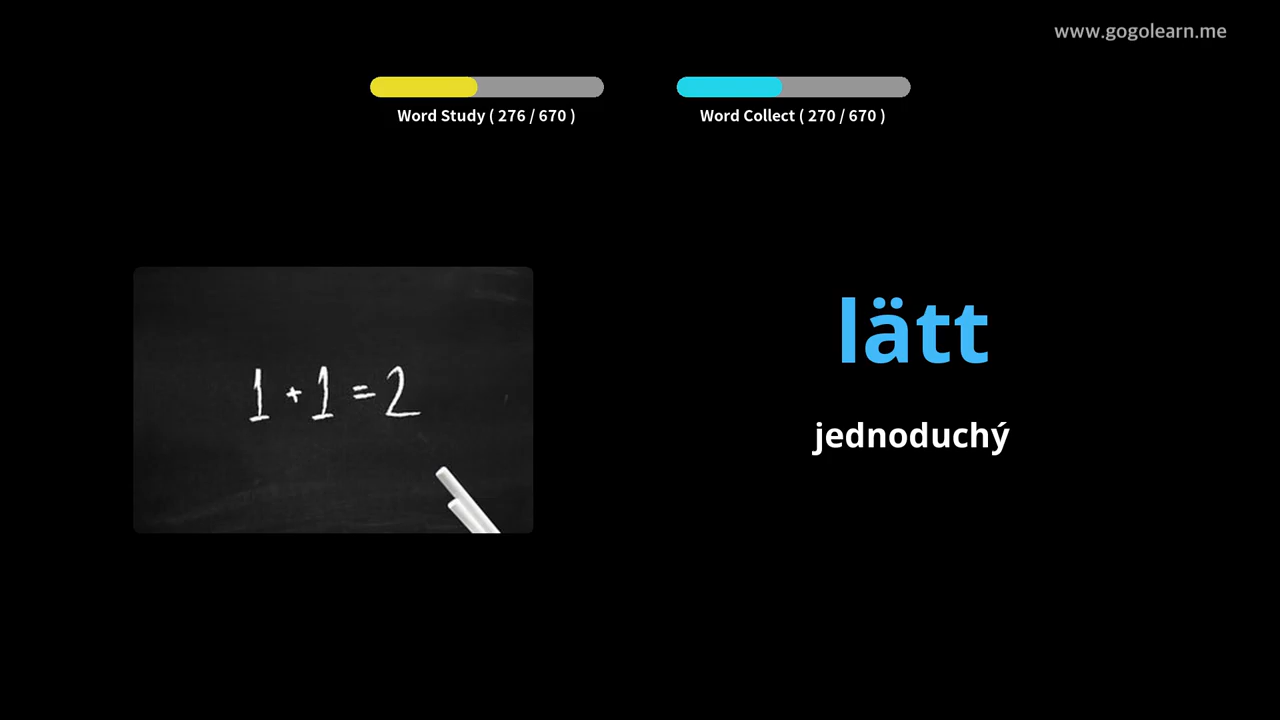 www.gogolearn.me
Word Study ( 276 / 670 )
Word Collect ( 270 / 670 )
1 + 1 = 2
lätt
jednoduchý